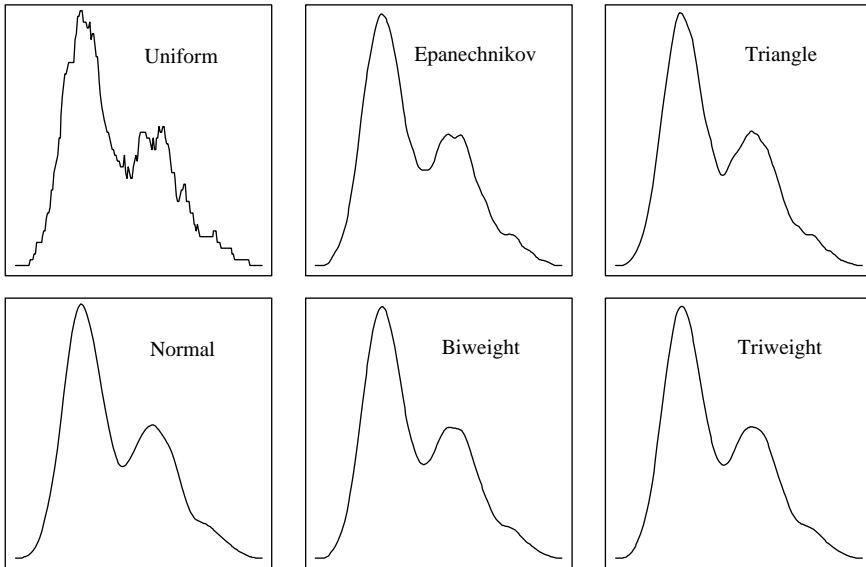 Uniform
Epanechnikov
Triangle
Normal
Biweight
Triweight